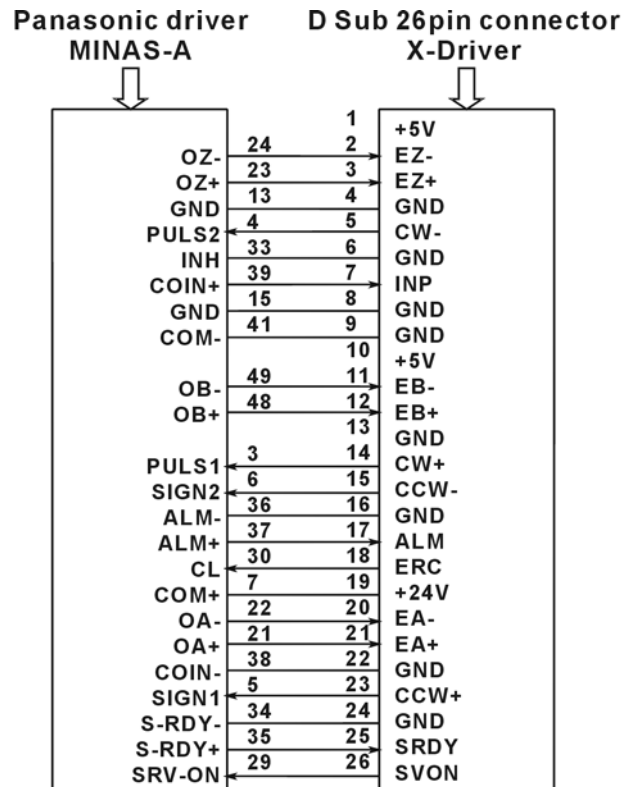 Panasonic driver D Sub 26pin connector
MINAS-A X-Driver
1 +5V
OZ- 24 2 EZ-
OZ+ 23 3 EZ+
GND 13 4 GND
PULS2 4 5 CW-
INH 33 6 GND
COIN+ 39 7 INP
GND 15 8 GND
COM- 41 9 GND
10 +5V
OB- 49 11 EB-
OB+ 48 12 EB+
13 GND
PULS1 3 14 CW+
SIGN2 6 15 CCW-
ALM- 36 16 GND
ALM+ 37 17 ALM
CL 30 18 ERC
COM+ 7 19 +24V
OA- 22 20 EA-
OA+ 21 21 EA+
COIN- 38 22 GND
SIGN1 5 23 CCW+
S-RDY- 34 24 GND
S-RDY+ 35 25 SRDY
SRV-ON 29 26 SVON